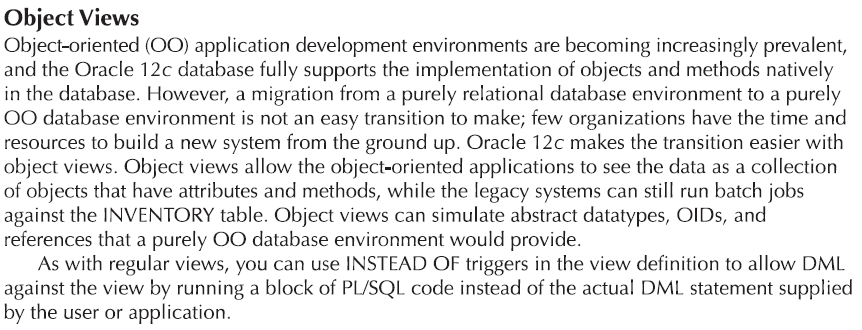 Object Views
Object-oriented (OO) application development environments are becoming increasingly prevalent,
and the Oracle 12c database fully supports the implementation of objects and methods natively
in the database. However, a migration from a purely relational database environment to a purely
OO database environment is not an easy transition to make; few organizations have the time and
resources to build a new system from the ground up. Oracle 12c makes the transition easier with
object views. Object views allow the object-oriented applications to see the data as a collection
of objects that have attributes and methods, while the legacy systems can still run batch jobs
against the INVENTORY table. Object views can simulate abstract datatypes, OIDs, and
references that a purely OO database environment would provide.
As with regular views, you can use INSTEAD OF triggers in the view definition to allow DML
against the view by running a block of PL/SQL code instead of the actual DML statement supplied
by the user or application.